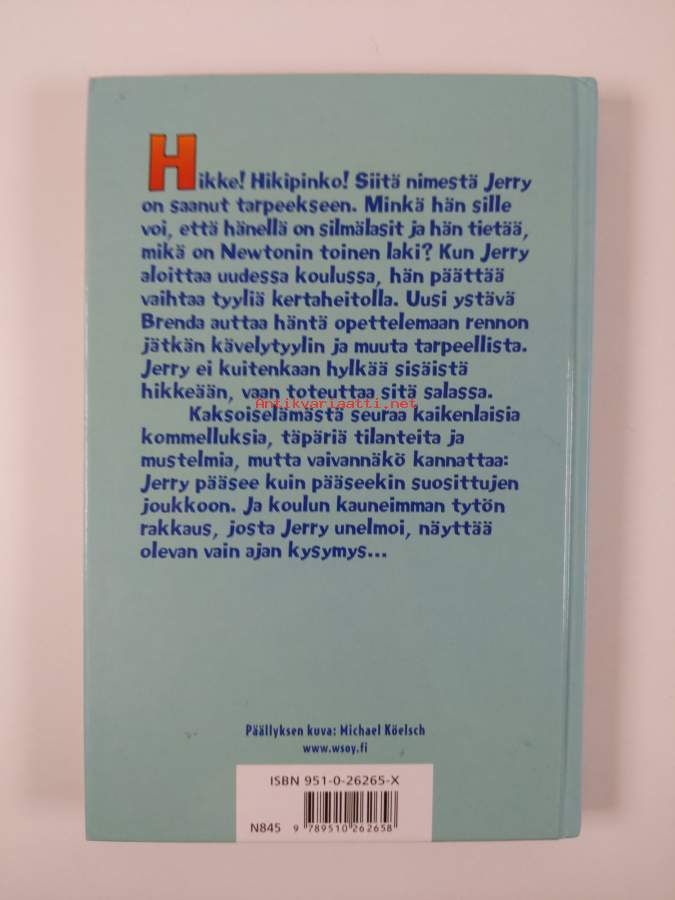 Hikke! Hikipinko! Siitä nimestä Jerry
on saanut tarpeekseen. Minkä hän sille
voi, että hänellä on silmälasit ja hän tietää,
mikä on Newtonin toinen laki? Kun Jerry
aloittaa uudessa koulussa, hän päättää
vaihtaa tyyliä kertaheitolla. Uusi ystävä
Brenda auttaa häntä opettelemaan rennon
jätkän kävelytyylin ja muuta tarpeellista.
Jerry ei kuitenkaan hylkää sisäistä
hikkeään, vaan toteuttaa sitä salassa.
Antikvariaatti.net
Kaksoiselämästä seuraa kaikenlaisia
kommelluksia, täpäriä tilanteita ja
mustelmia, mutta vaivannäkö kannattaa:
Jerry pääsee kuin pääseekin suosittujen
joukkoon. Ja koulun kauneimman tytön
rakkaus, josta Jerry unelmoi, näyttää
olevan vain ajan kysymys...
Päällyksen kuva: Michael Köelsch
www.wsoy.fi
ISBN 951-0-26265-X
N845 9 789510 262658